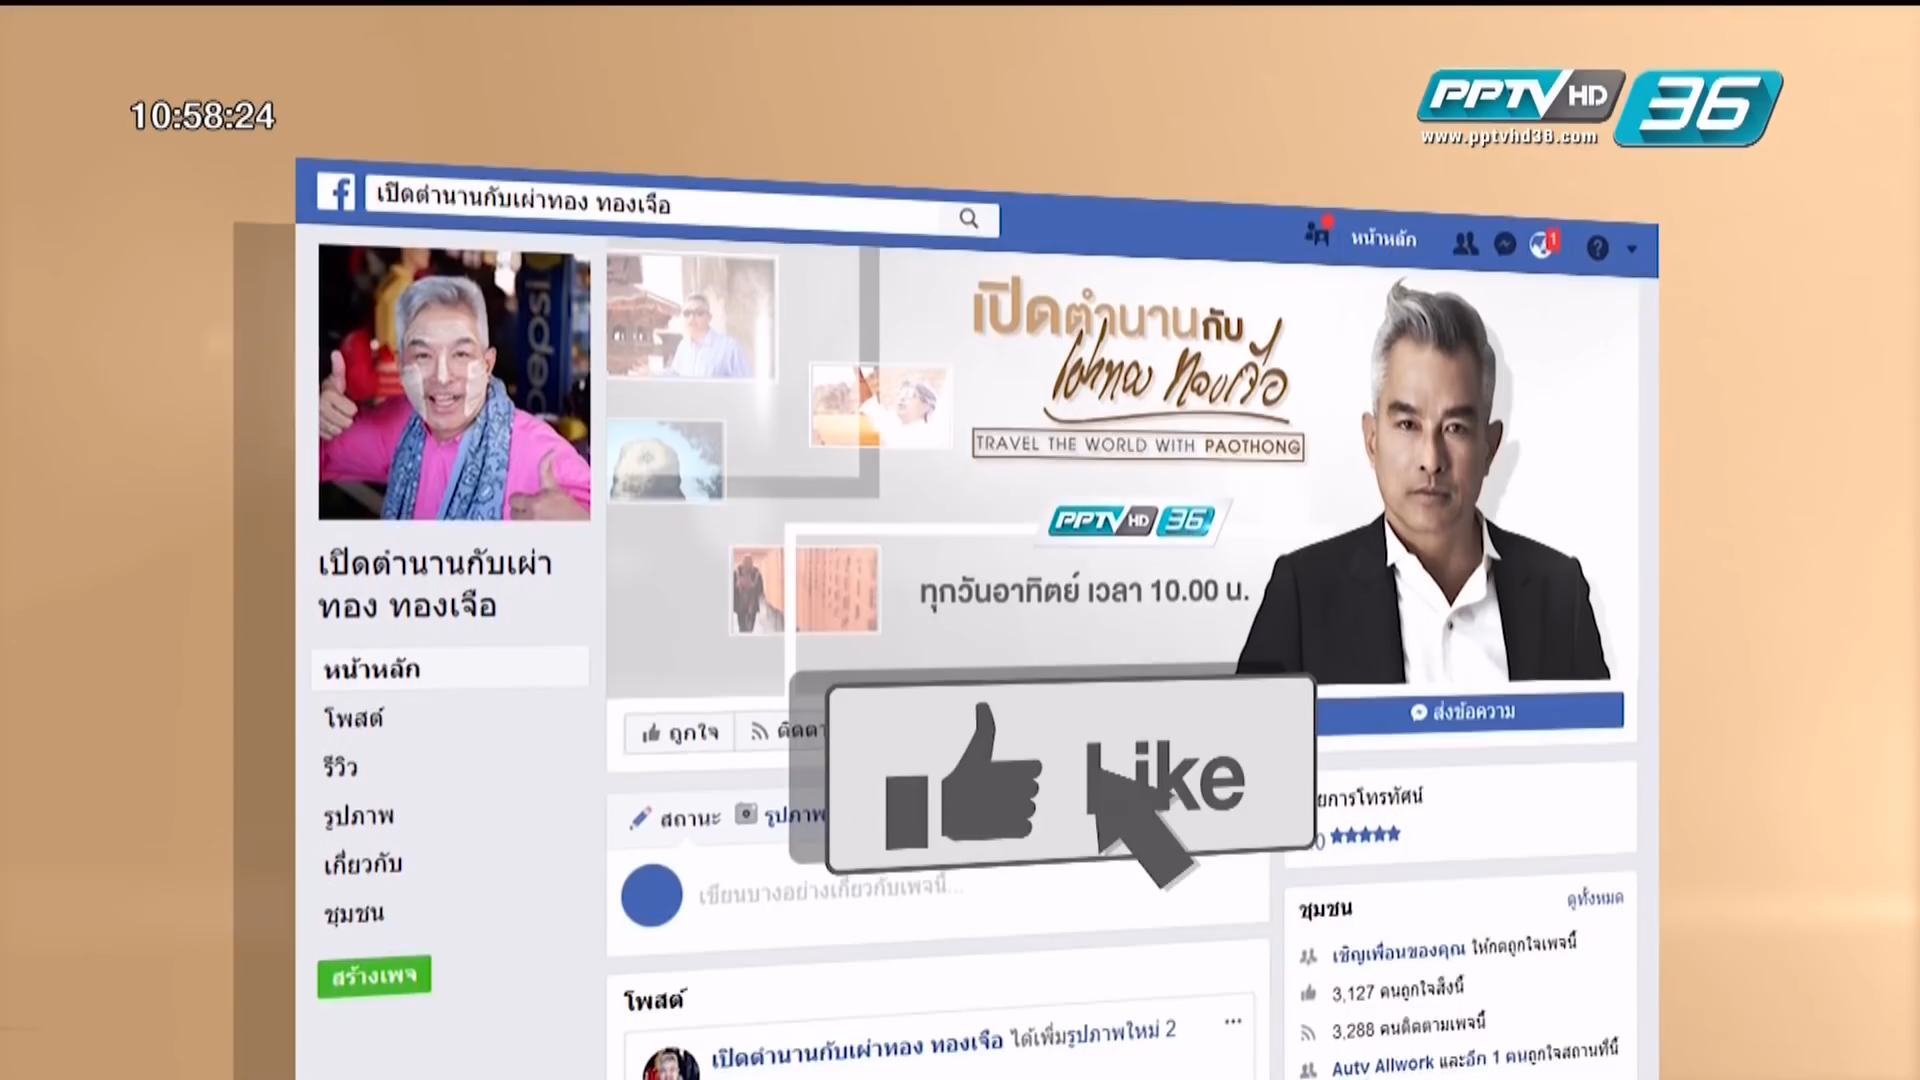 10:58:24
PPTV HD 36
www.pptvhd36.com
เปิดตำนานกับเผ่าทอง ทองเจือ
หน้าหลัก
1
pepsi
เปิดตำนานกับ
เผ่าทอง ทองเจือ
TRAVEL THE WORLD WITH PAOTHONG
PPTV HD 36
ทุกวันอาทิตย์ เวลา 10.00 น.
เปิดตำนานกับเผ่า
ทอง ทองเจือ
หน้าหลัก
โพสต์
รีวิว
รูปภาพ
เกี่ยวกับ
ชุมชน
สร้างเพจ
ถูกใจ
Like
ส่งข้อความ
สถานะ รูปภาพ
เขียนบางอย่างเกี่ยวกับเพจนี้...
ยการโทรทัศน์
ชุมชน ดูทั้งหมด
เชิญเพื่อนของคุณ ให้กดถูกใจเพจนี้
3,127 คนถูกใจสิ่งนี้
3,288 คนติดตามเพจนี้
Autv Allwork และอีก 1 คนถูกใจสถานที่นี้
โพสต์
เปิดตำนานกับเผ่าทอง ทองเจือ ได้เพิ่มรูปภาพใหม่ 2